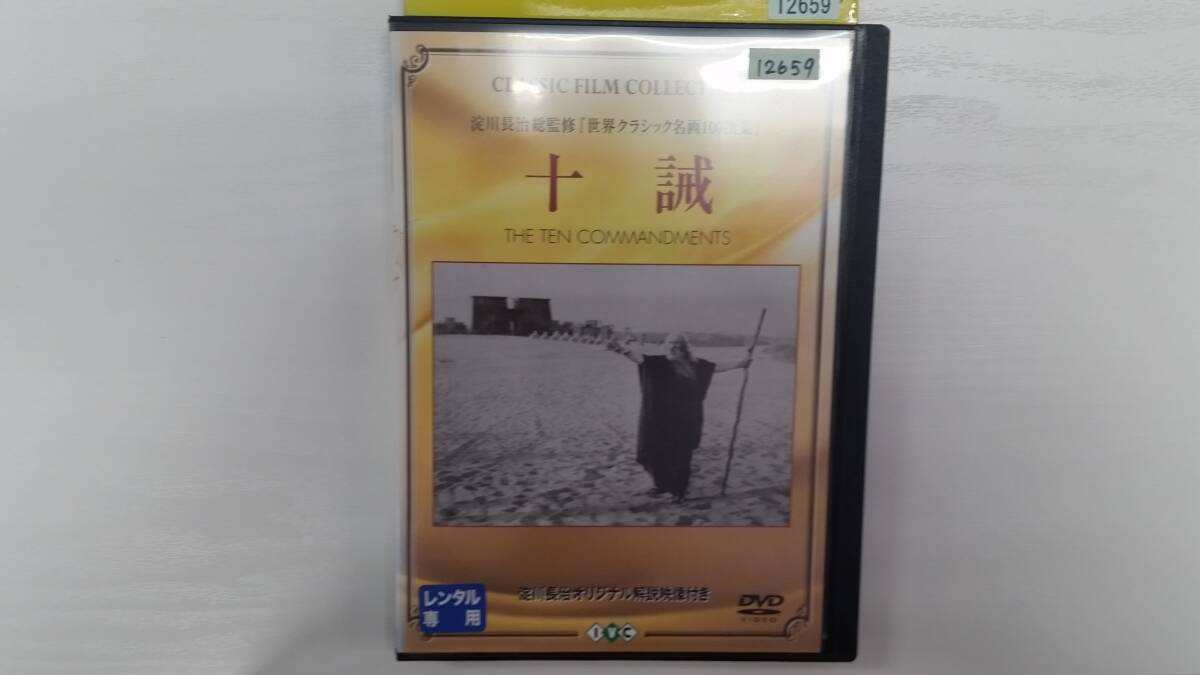 12659
12659
CLASSIC FILM COLLECTION
淀川長治総監修『世界クラシック名画100選集』
十 誡
THE TEN COMMANDMENTS
淀川長治オリジナル解説映像付き
レンタル
専用
DVD
VIDEO
IVC